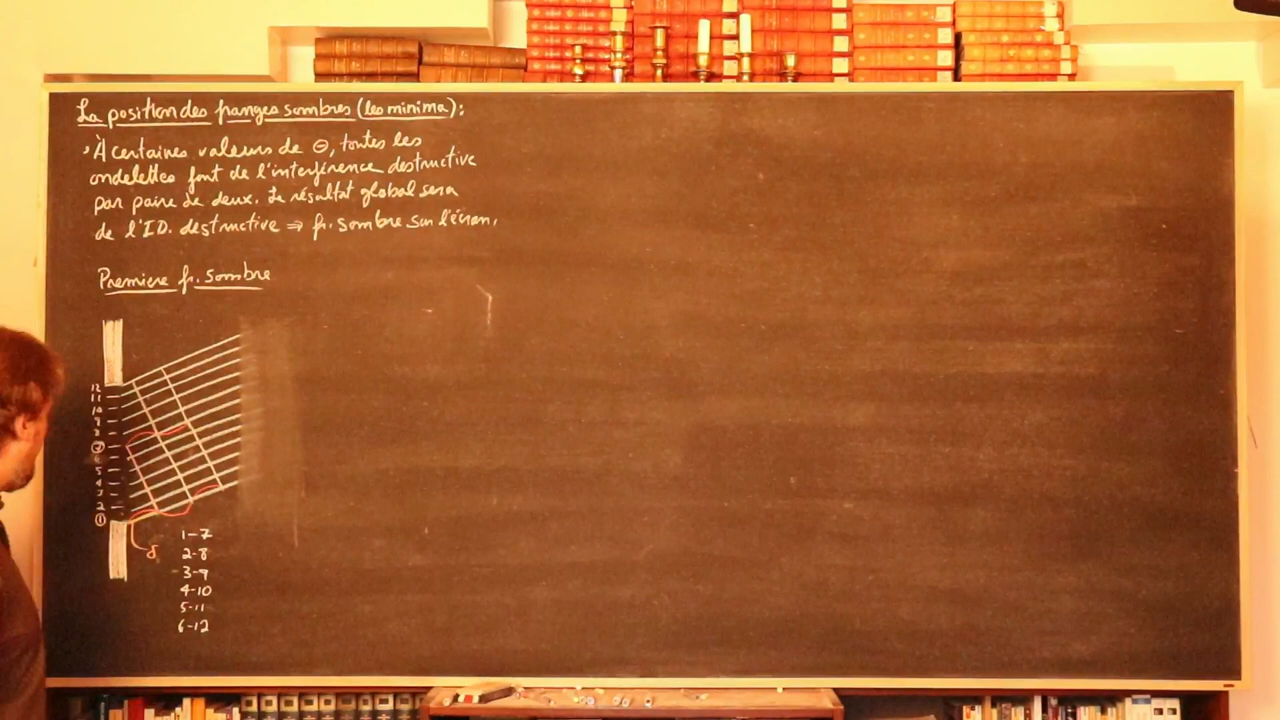 La position des franges sombres (les minima):
• À certaines valeurs de Θ, toutes les
ondelettes font de l'interférence destructive
par paire de deux. Le résultat global sera
de l'ID. destructive ⇒ fr. sombre sur l'écran.
Premiere fr. sombre
12
11
10
9
8
7
6
5
4
3
2
1
δ
1-7
2-8
3-9
4-10
5-11
6-12